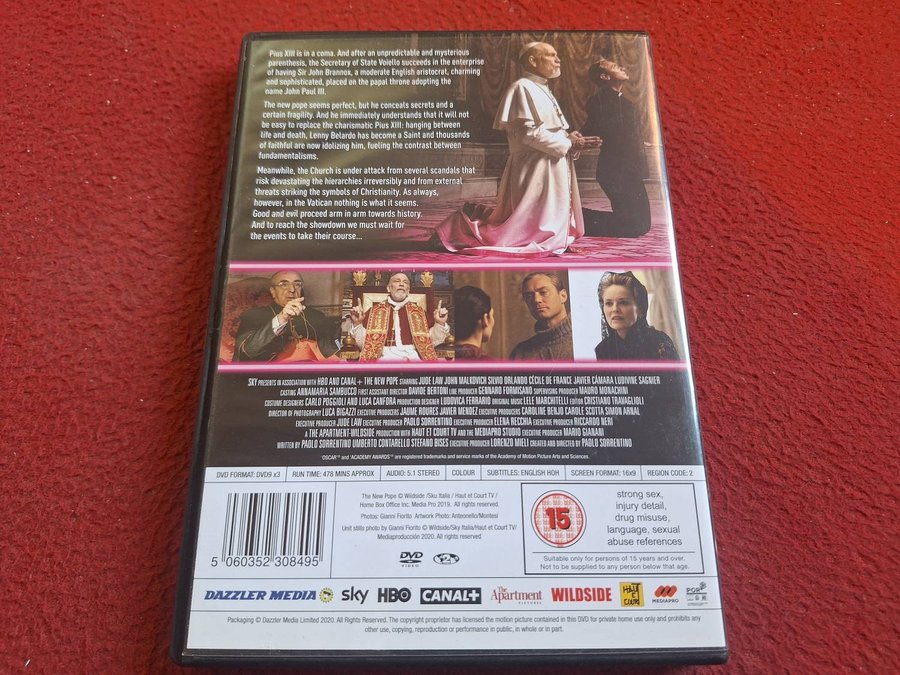 Pius XIII is in a coma. And after an unpredictable and mysterious
parenthesis, the Secretary of State Voiello succeeds in the enterprise
of having Sir John Brannox, a moderate English aristocrat, charming
and sophisticated, placed on the papal throne adopting the
name John Paul III.
The new pope seems perfect, but he conceals secrets and a
certain fragility. And he immediately understands that it will not
be easy to replace the charismatic Pius XIII: hanging between
life and death, Lenny Belardo has become a Saint and thousands
of faithful are now idolizing him, fueling the contrast between
fundamentalisms.
Meanwhile, the Church is under attack from several scandals that
risk devastating the hierarchies irreversibly and from external
threats striking the symbols of Christianity. As always,
however, in the Vatican nothing is what it seems.
Good and evil proceed arm in arm towards history.
And to reach the showdown we must wait for
the events to take their course...
SKY PRESENTS IN ASSOCIATION WITH HBO AND CANAL+ THE NEW POPE STARRING JUDE LAW JOHN MALKOVICH SILVIO ORLANDO CÉCILE DE FRANCE JAVIER CÁMARA LUDIVINE SAGNIER
CASTING ANNAMARIA SAMBUCCO FIRST ASSISTANT DIRECTOR DAVIDE BERTONI LINE PRODUCER GENNARO FORMISANO SUPERVISING PRODUCER MAURO MONACHINI
COSTUME DESIGNERS CARLO POGGIOLI AND LUCA CANFORA PRODUCTION DESIGNER LUDOVICA FERRARIO ORIGINAL MUSIC LELE MARCHITELLI EDITOR CRISTIANO TRAVAGLIOLI
DIRECTOR OF PHOTOGRAPHY LUCA BIGAZZI EXECUTIVE PRODUCERS JAUME ROURES JAVIER MENDEZ EXECUTIVE PRODUCERS CAROLINE BENJO CAROLE SCOTTA SIMON ARNAL
EXECUTIVE PRODUCER JUDE LAW EXECUTIVE PRODUCER PAOLO SORRENTINO EXECUTIVE PRODUCERS ELENA RECCHIA EXECUTIVE PRODUCER RICCARDO NERI
A THE APARTMENT-WILDSIDE PRODUCTION WITH HAUT ET COURT TV AND THE MEDIAPRO STUDIO EXECUTIVE PRODUCER MARIO GIANANI
WRITTEN BY PAOLO SORRENTINO UMBERTO CONTARELLO STEFANO BISES EXECUTIVE PRODUCER LORENZO MIELI CREATED AND DIRECTED BY PAOLO SORRENTINO
'OSCAR'® and 'ACADEMY AWARDS'® are registered trademarks and service marks of the Academy of Motion Picture Arts and Sciences.
DVD FORMAT: DVD9 x3 RUN TIME: 478 MINS APPROX AUDIO: 5.1 STEREO COLOUR SUBTITLES: ENGLISH HOH SCREEN FORMAT: 16x9 REGION CODE: 2
The New Pope © Wildside /Sku Italia / Haut et Court TV /
Home Box Office Inc. Media Pro 2019. All rights reserved.
Photos: Gianni Fiorito Artwork Photo: Anteonello/Montesi
Unit stills photo by Gianni Fiorito © Wildside/Sky Italia/Haut et Court TV/
Mediaproducción 2020. All rights reserved
DVD
VIDEO
5 060352 308495
15
strong sex,
injury detail,
drug misuse,
language, sexual
abuse references
Suitable only for persons of 15 years and over.
Not to be supplied to any person below that age.
DAZZLER MEDIA sky HBO CANAL+ The Apartment PICTURES WILDSIDE HAUT ET COURT MEDIAPRO POP
Packaging © Dazzler Media Limited 2020. All rights reserved. The copyright proprietor has licensed the motion picture contained in this DVD for private home use only and prohibits any
other use, copying, reproduction or performance in public, in whole or in part.